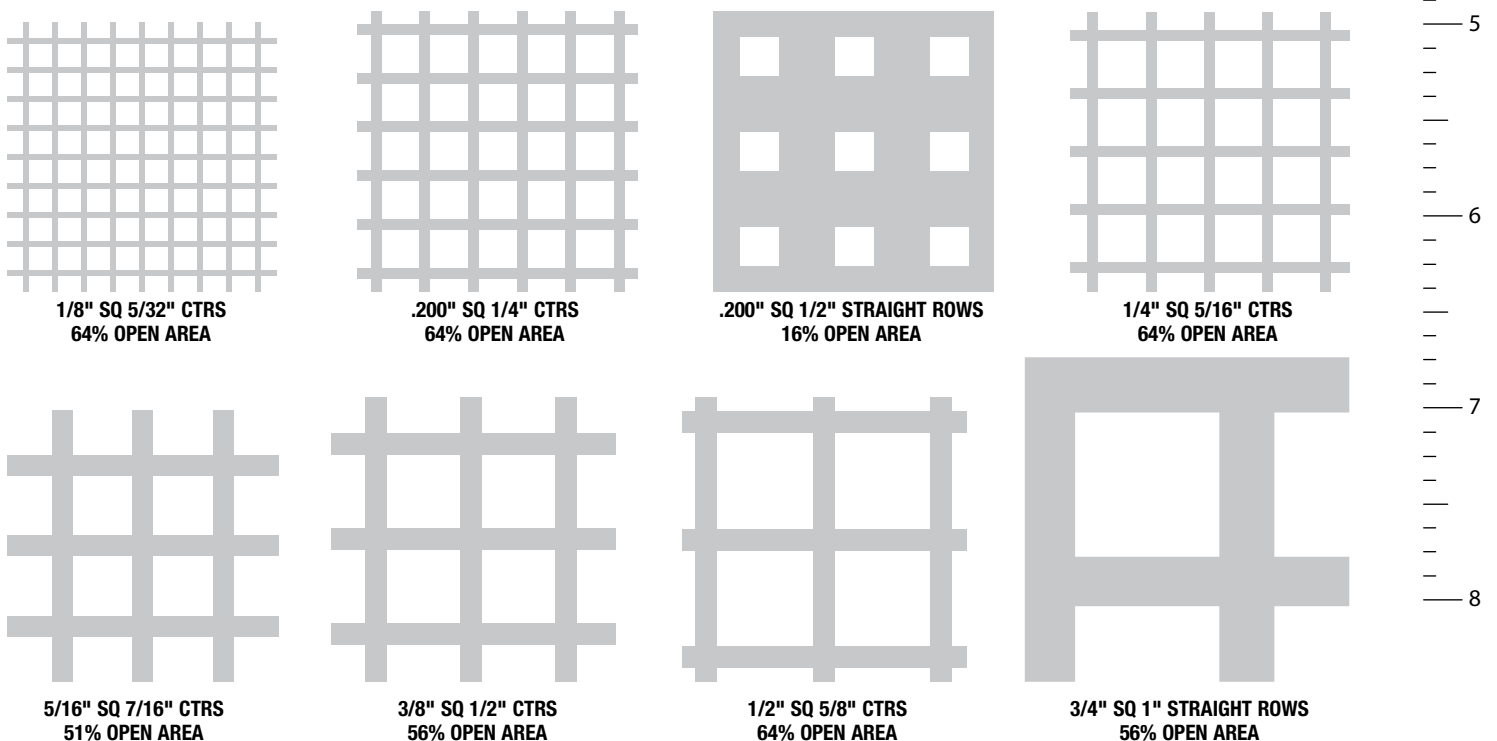 1/8" SQ 5/32" CTRS
64% OPEN AREA
.200" SQ 1/4" CTRS
64% OPEN AREA
.200" SQ 1/2" STRAIGHT ROWS
16% OPEN AREA
1/4" SQ 5/16" CTRS
64% OPEN AREA
5/16" SQ 7/16" CTRS
51% OPEN AREA
3/8" SQ 1/2" CTRS
56% OPEN AREA
1/2" SQ 5/8" CTRS
64% OPEN AREA
3/4" SQ 1" STRAIGHT ROWS
56% OPEN AREA
5
6
7
8